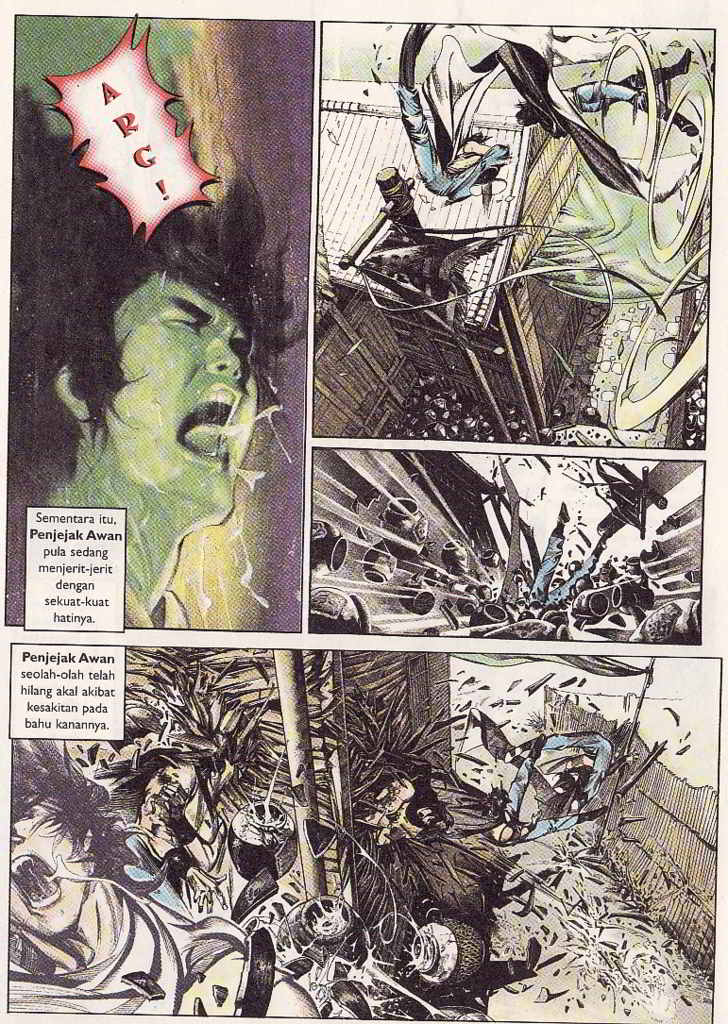 ARG!
Sementara itu,
Penjejak Awan
pula sedang
menjerit-jerit
dengan
sekuat-kuat
hatinya.
Penjejak Awan
seolah-olah telah
hilang akal akibat
kesakitan pada
bahu kanannya.